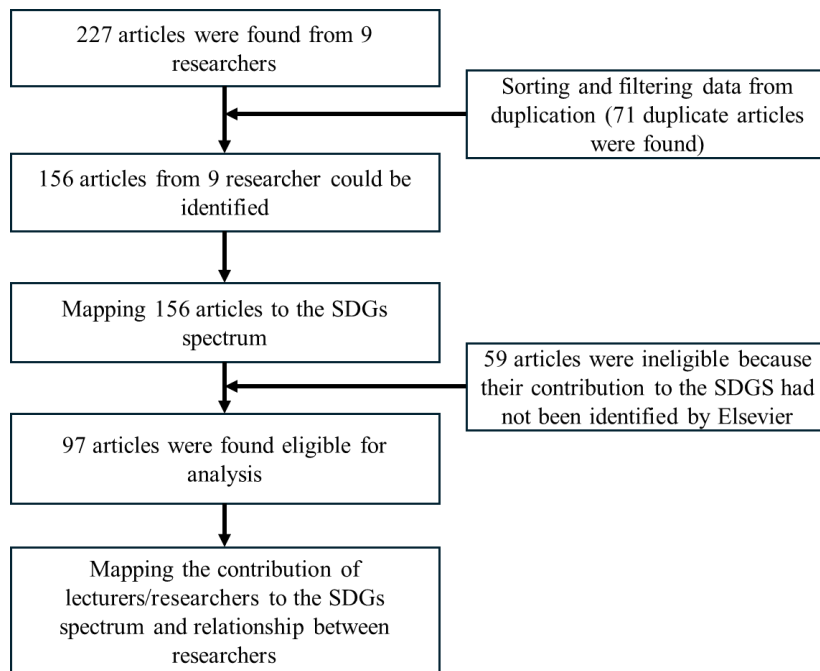 227 articles were found from 9
researchers
Sorting and filtering data from
duplication (71 duplicate articles
were found)
156 articles from 9 researcher could be
identified
Mapping 156 articles to the SDGs
spectrum
59 articles were ineligible because
their contribution to the SDGS had
not been identified by Elsevier
97 articles were found eligible for
analysis
Mapping the contribution of
lecturers/researchers to the SDGs
spectrum and relationship between
researchers